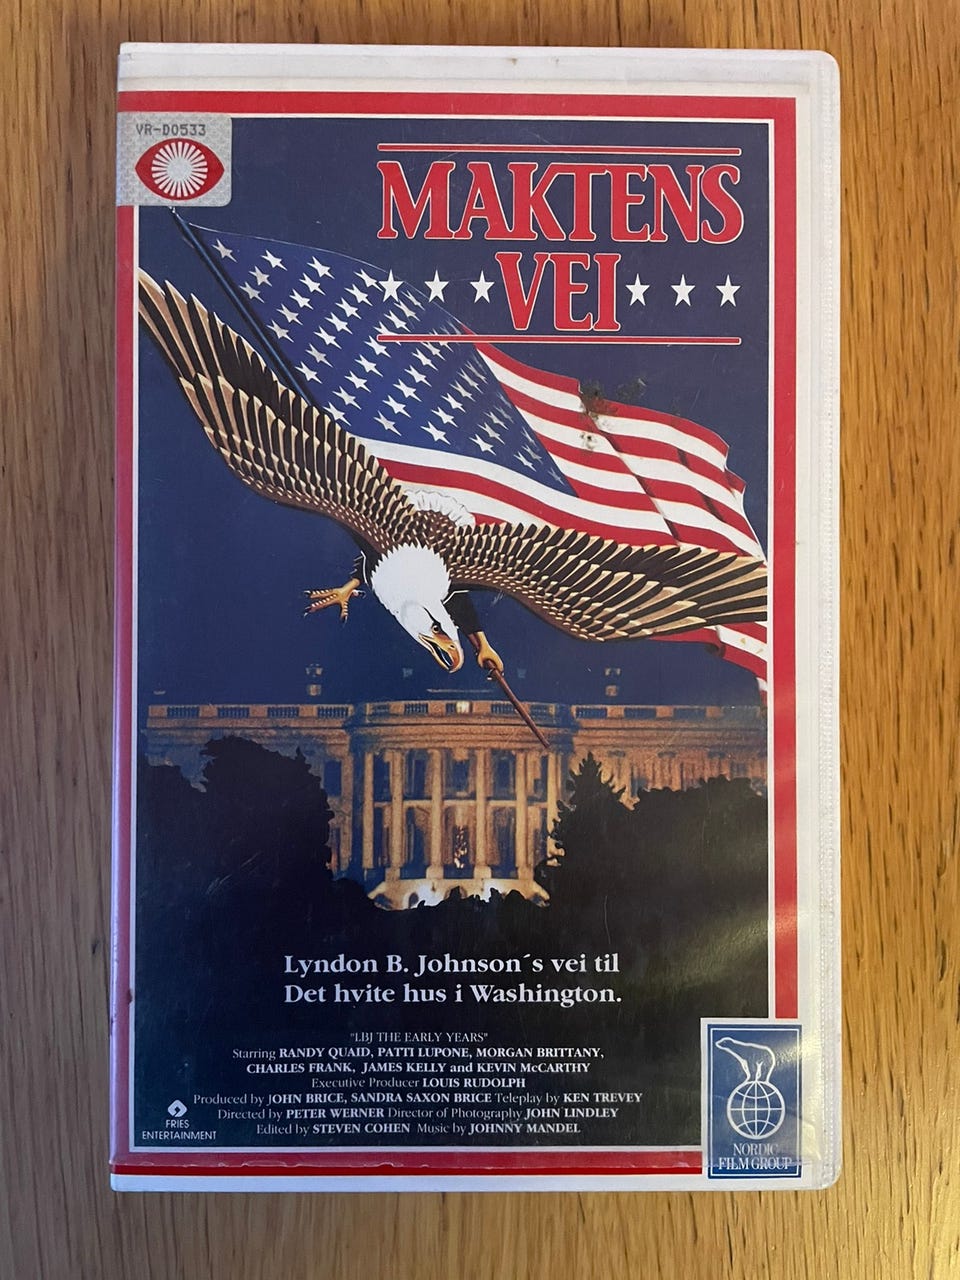 VR-D0533
MAKTENS
VEI
Lyndon B. Johnson´s vei til
Det hvite hus i Washington.
"LBJ THE EARLY YEARS"
Starring RANDY QUAID, PATTI LUPONE, MORGAN BRITTANY,
CHARLES FRANK, JAMES KELLY and KEVIN McCARTHY
Executive Producer LOUIS RUDOLPH
Produced by JOHN BRICE, SANDRA SAXON BRICE Teleplay by KEN TREVEY
Directed by PETER WERNER Director of Photography JOHN LINDLEY
Edited by STEVEN COHEN Music by JOHNNY MANDEL
FRIES
ENTERTAINMENT
NORDIC
FILM GROUP